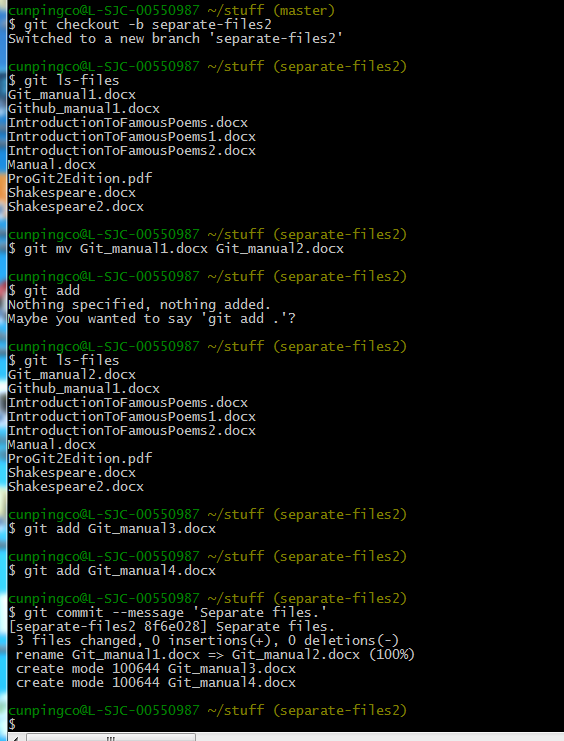 cunpingco@L-SJC-00550987 ~/stuff (master)
$ git checkout -b separate-files2
Switched to a new branch 'separate-files2'
cunpingco@L-SJC-00550987 ~/stuff (separate-files2)
$ git ls-files
Git_manual1.docx
Github_manual1.docx
IntroductionToFamousPoems.docx
IntroductionToFamousPoems1.docx
IntroductionToFamousPoems2.docx
Manual.docx
ProGit2Edition.pdf
Shakespeare.docx
Shakespeare2.docx
cunpingco@L-SJC-00550987 ~/stuff (separate-files2)
$ git mv Git_manual1.docx Git_manual2.docx
cunpingco@L-SJC-00550987 ~/stuff (separate-files2)
$ git add
Nothing specified, nothing added.
Maybe you wanted to say 'git add .'?
cunpingco@L-SJC-00550987 ~/stuff (separate-files2)
$ git ls-files
Git_manual2.docx
Github_manual1.docx
IntroductionToFamousPoems.docx
IntroductionToFamousPoems1.docx
IntroductionToFamousPoems2.docx
Manual.docx
ProGit2Edition.pdf
Shakespeare.docx
Shakespeare2.docx
cunpingco@L-SJC-00550987 ~/stuff (separate-files2)
$ git add Git_manual3.docx
cunpingco@L-SJC-00550987 ~/stuff (separate-files2)
$ git add Git_manual4.docx
cunpingco@L-SJC-00550987 ~/stuff (separate-files2)
$ git commit --message 'Separate files.'
[separate-files2 8f6e028] Separate files.
3 files changed, 0 insertions(+), 0 deletions(-)
rename Git_manual1.docx => Git_manual2.docx (100%)
create mode 100644 Git_manual3.docx
create mode 100644 Git_manual4.docx
cunpingco@L-SJC-00550987 ~/stuff (separate-files2)
$